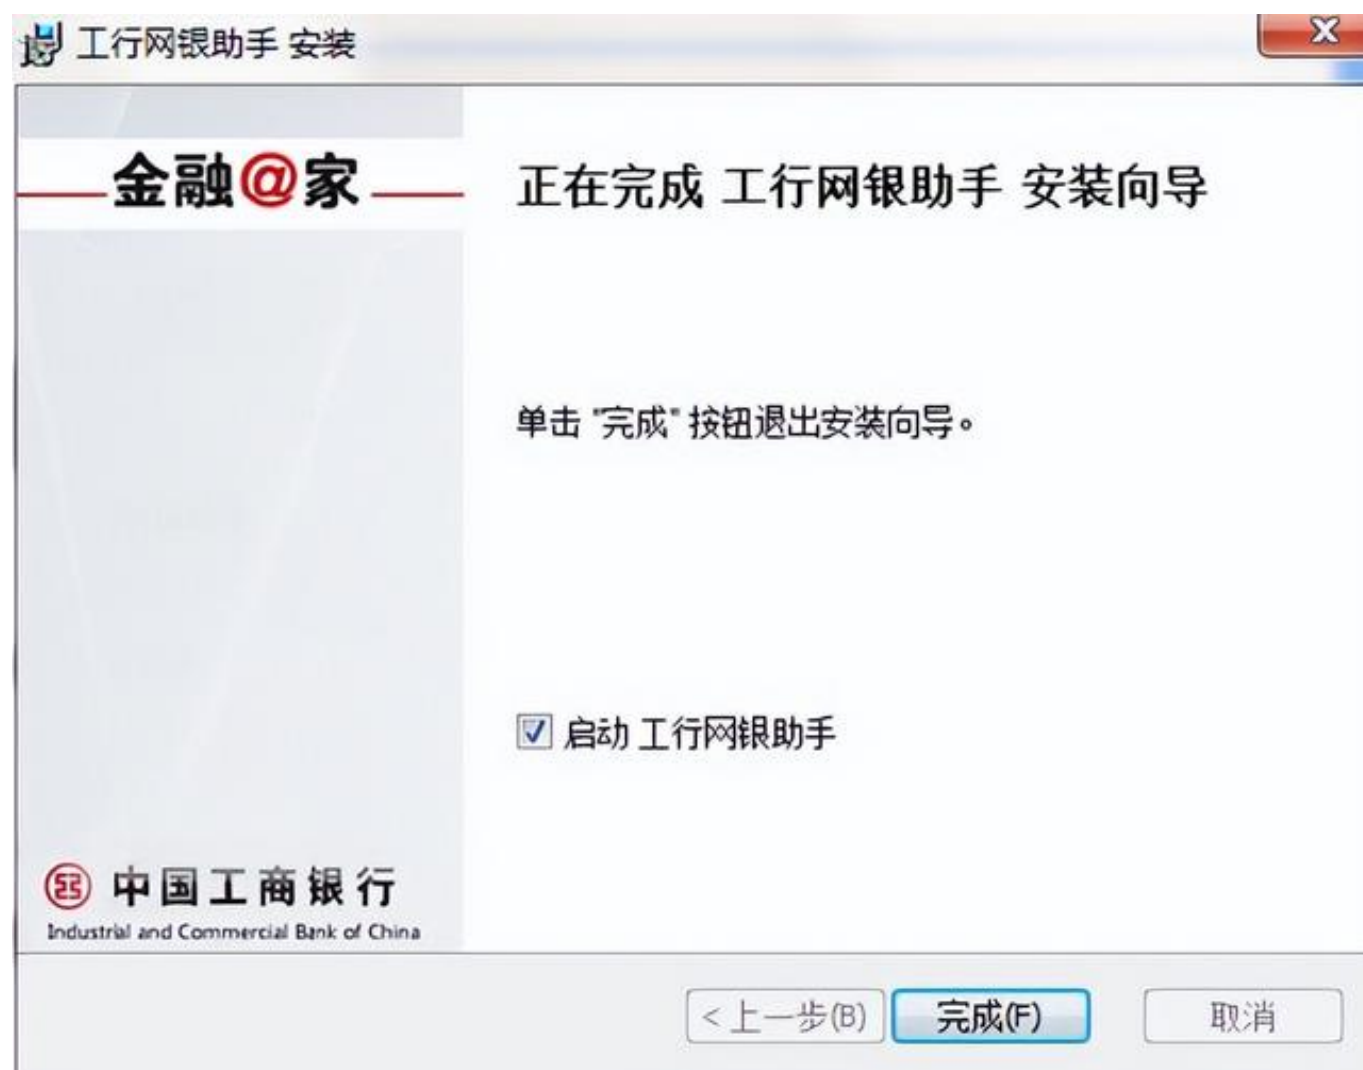 工行网银助手 安装
金融@家
正在完成 工行网银助手 安装向导
单击 "完成" 按钮退出安装向导。
启动 工行网银助手
中国工商银行
Industrial and Commercial Bank of China
< 上一步(B)
完成(F)
取消